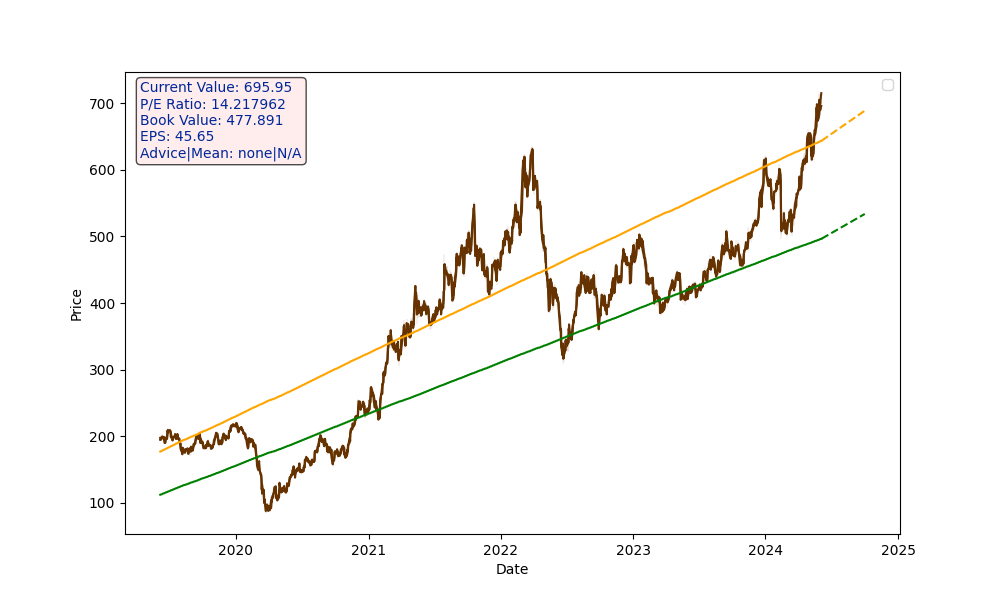 Current Value: 695.95
P/E Ratio: 14.217962
Book Value: 477.891
EPS: 45.65
Advice|Mean: none|N/A
700
600
500
400
300
200
100
Price
2020 2021 2022 2023 2024 2025
Date